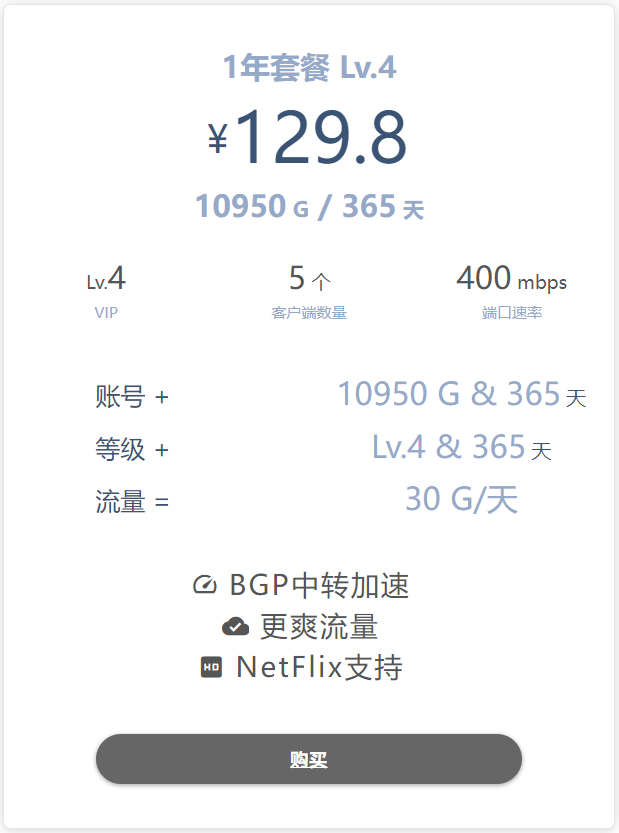 1年套餐 Lv.4
¥129.8
10950 G / 365 天
Lv.4 5 个 400 mbps
VIP 客户端数量 端口速率
账号 + 10950 G & 365 天
等级 + Lv.4 & 365 天
流量 = 30 G/天
BGP中转加速
更爽流量
HD NetFlix支持
购买